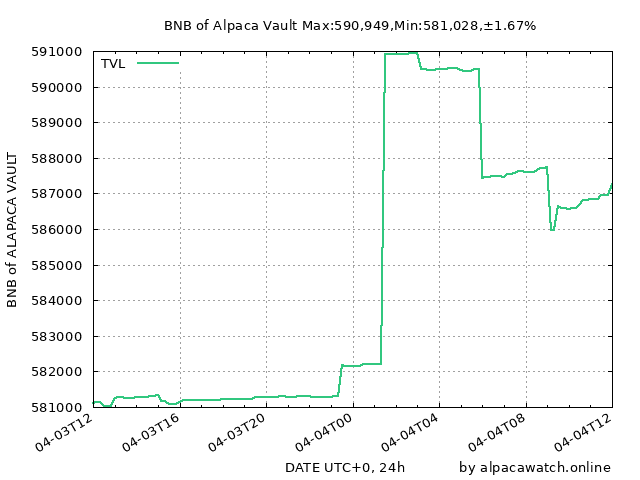 BNB of Alpaca Vault Max:590,949,Min:581,028,±1.67%
TVL
591000
590000
589000
588000
587000
586000
585000
584000
583000
582000
581000
BNB of ALAPACA VAULT
04-03T12
04-03T16
04-03T20
04-04T00
04-04T04
04-04T08
04-04T12
DATE UTC+0, 24h
by alpacawatch.online